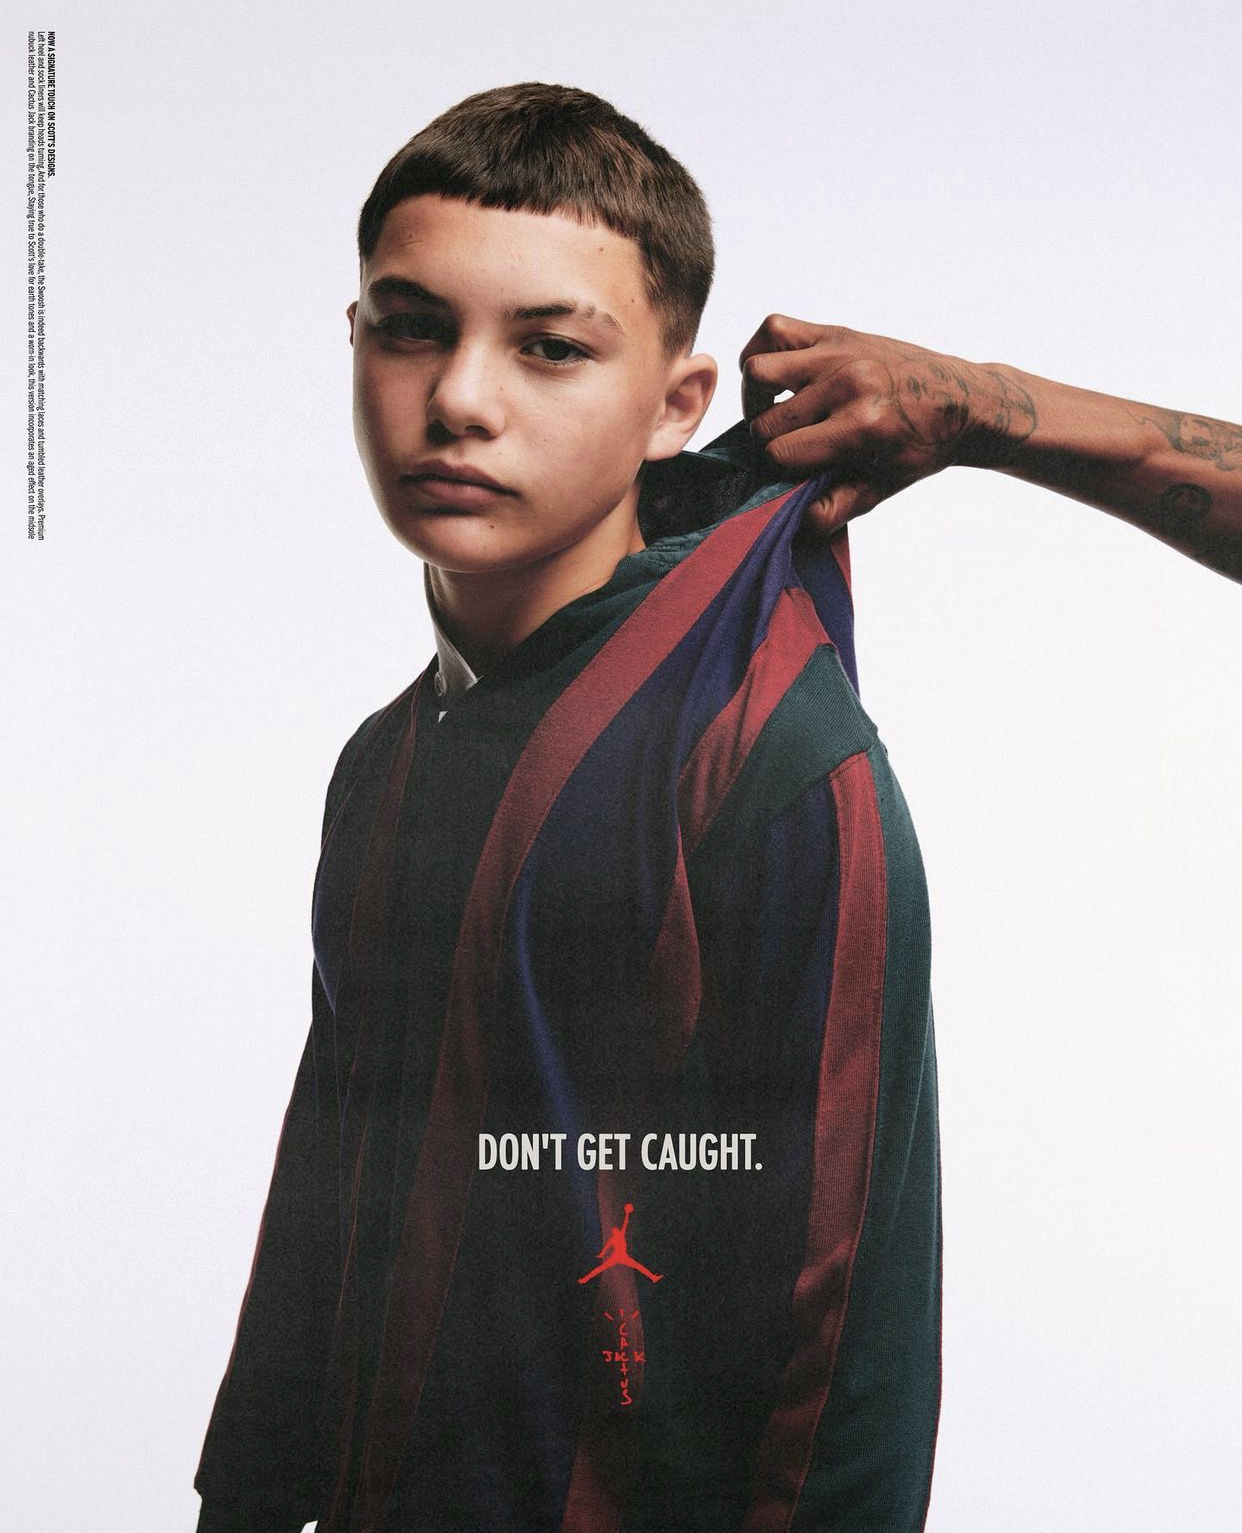 NOW A SIGNATURE TOUCH ON SCOTT'S DESIGNS.
Left heel and sock liners will keep heads turning. And for those who do a double-take, the Swoosh is indeed backwards with matching laces and tumbled leather overlays. Premium
nubuck leather and Cactus Jack branding on the tongue. Staying true to Scott's love for earth tones and a worn-in look, this version incorporates an aged effect on the midsole
DON'T GET CAUGHT.
CACTUS
JACK